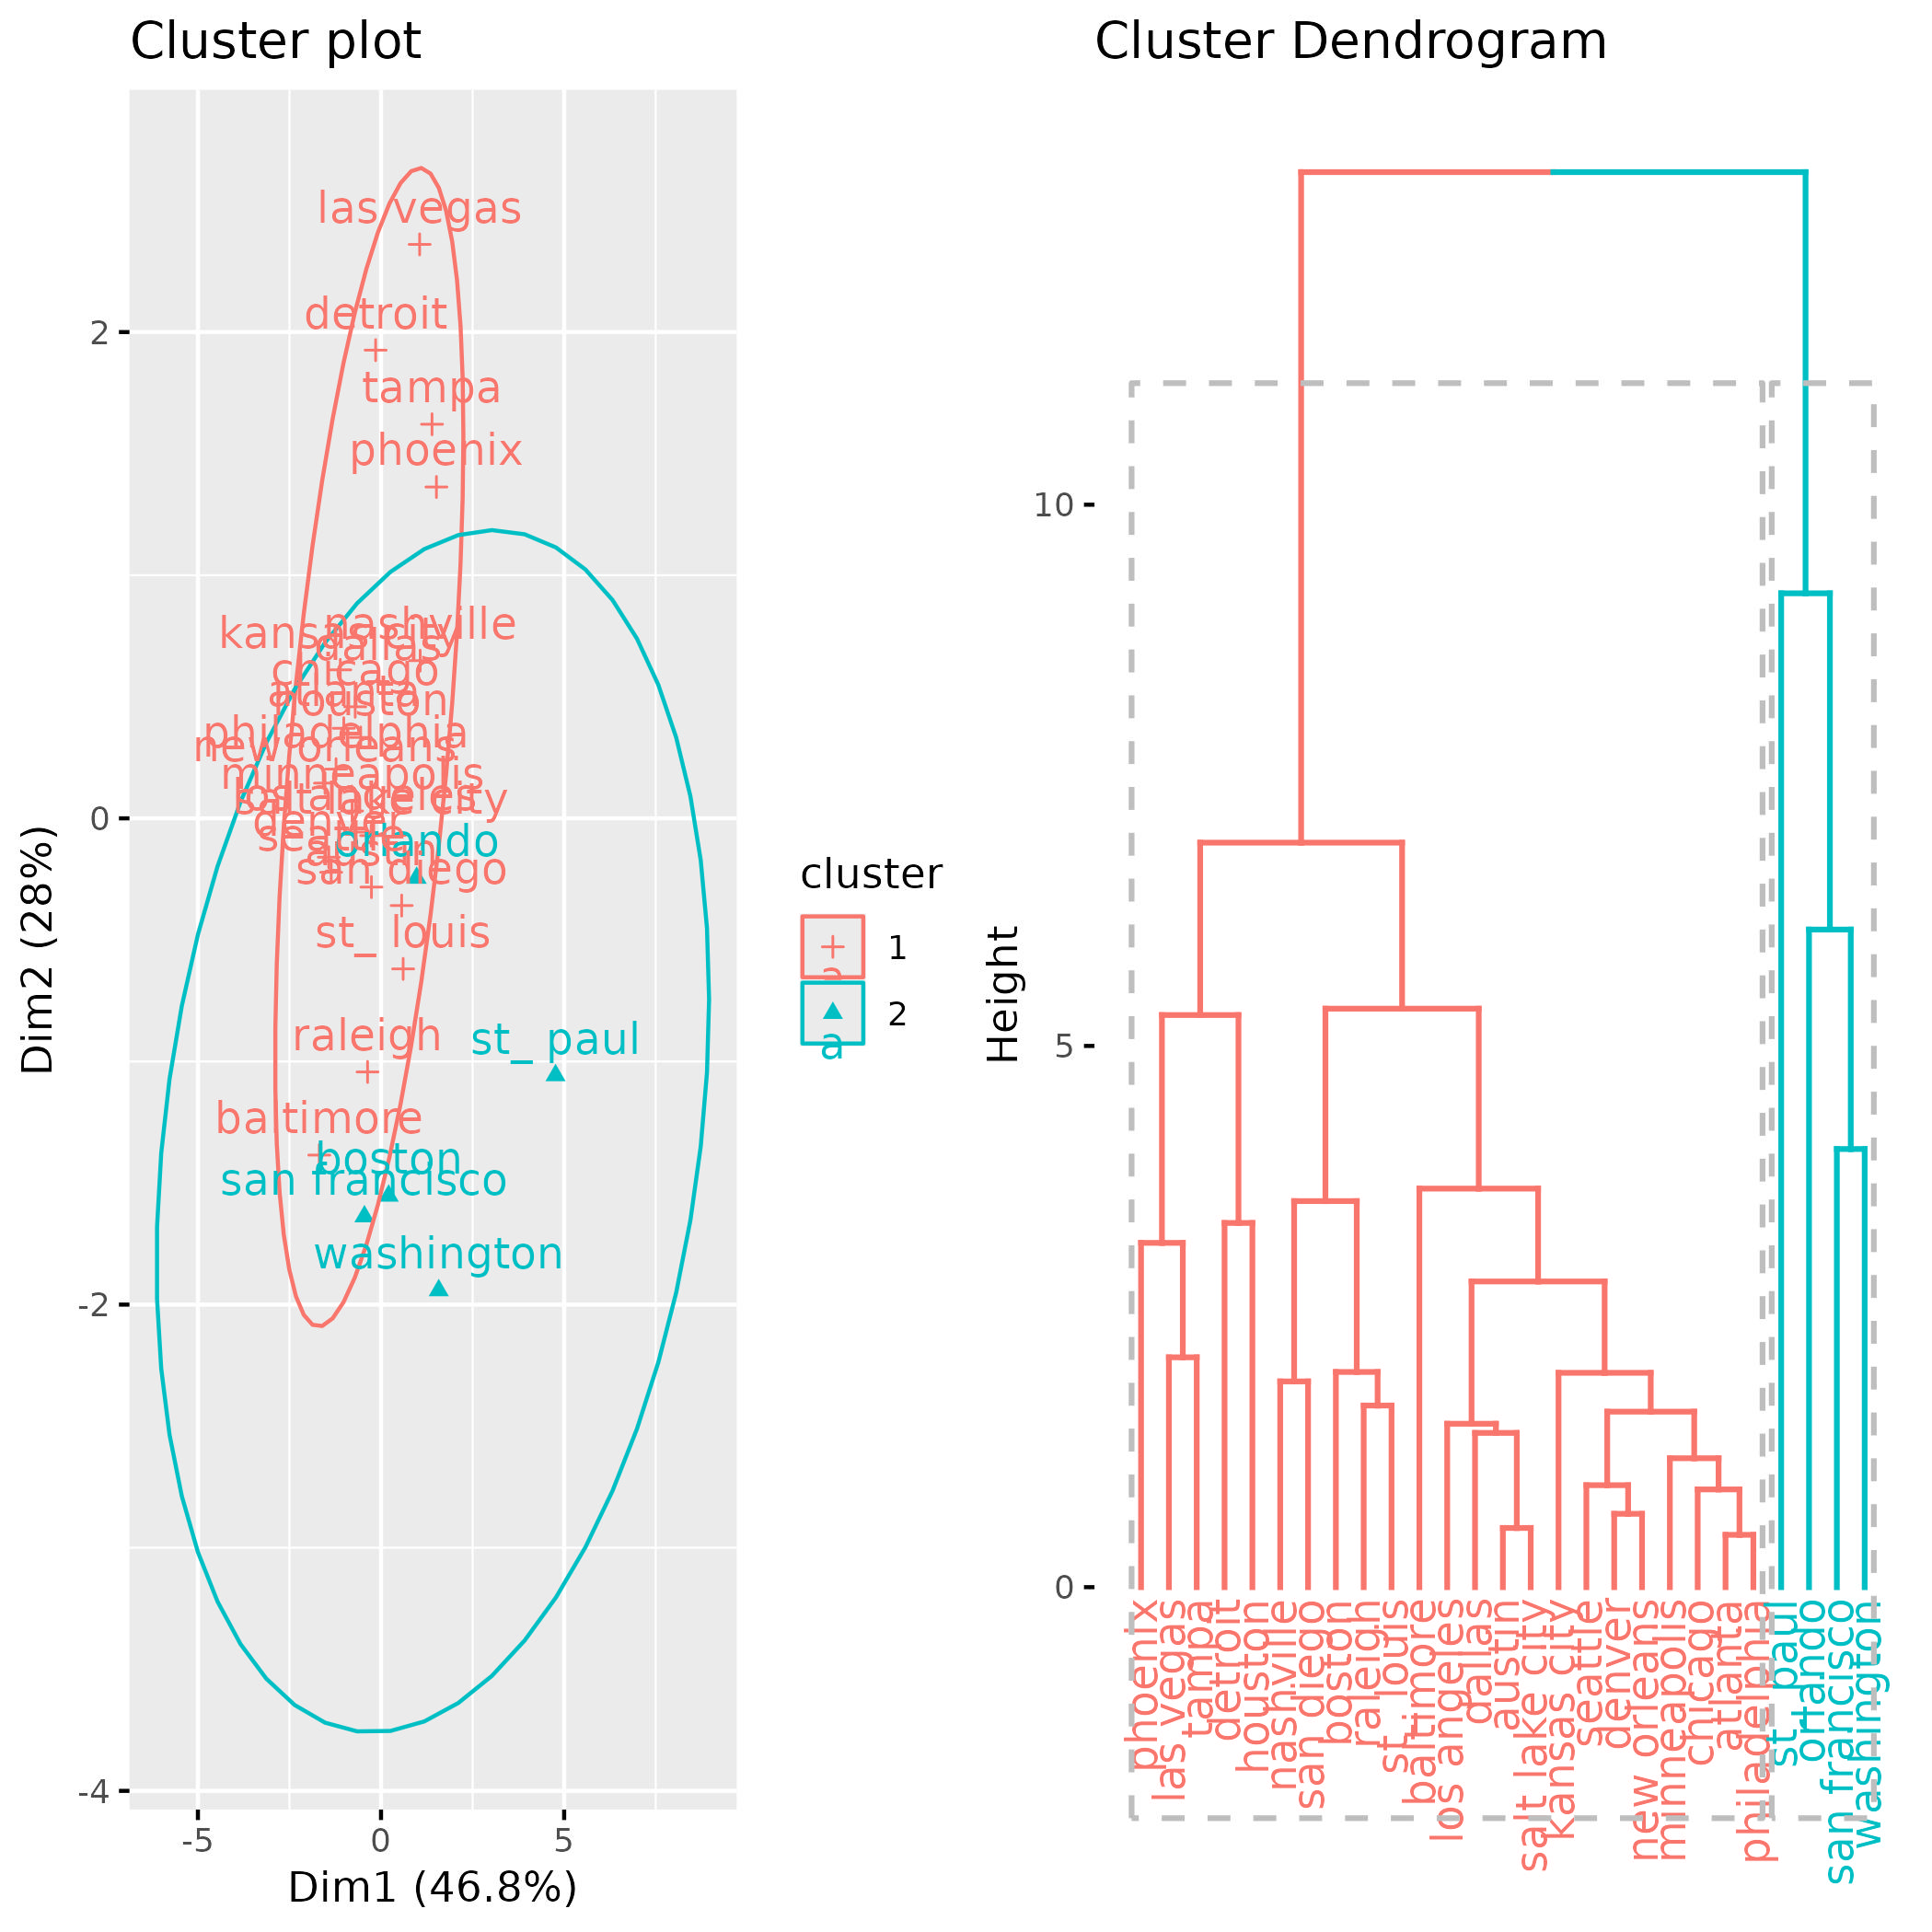 Cluster plot
las vegas
detroit
tampa
phoenix
nashville
kansas city
dallas
chicago
atlanta
houston
philadelphia
new orleans
minneapolis
los angeles
salt lake city
denver
seattle
orlando
austin
san diego
st_ louis
raleigh
st_ paul
ba timore
boston
san francisco
washington
2
0
-2
-4
-5
0
5
Dim2 (28%)
Dim1 (46.8%)
cluster
1
a
2
Cluster Dendrogram
Height
10
5
0
phoenix
las vegas
tampa
detroit
houston
nashville
san diego
boston
raleigh
st_ louis
baltimore
los angeles
dallas
austin
salt lake city
kansas city
seattle
denver
new orleans
minneapolis
chicago
atlanta
philadelphia
st_ paul
orlando
san francisco
washington